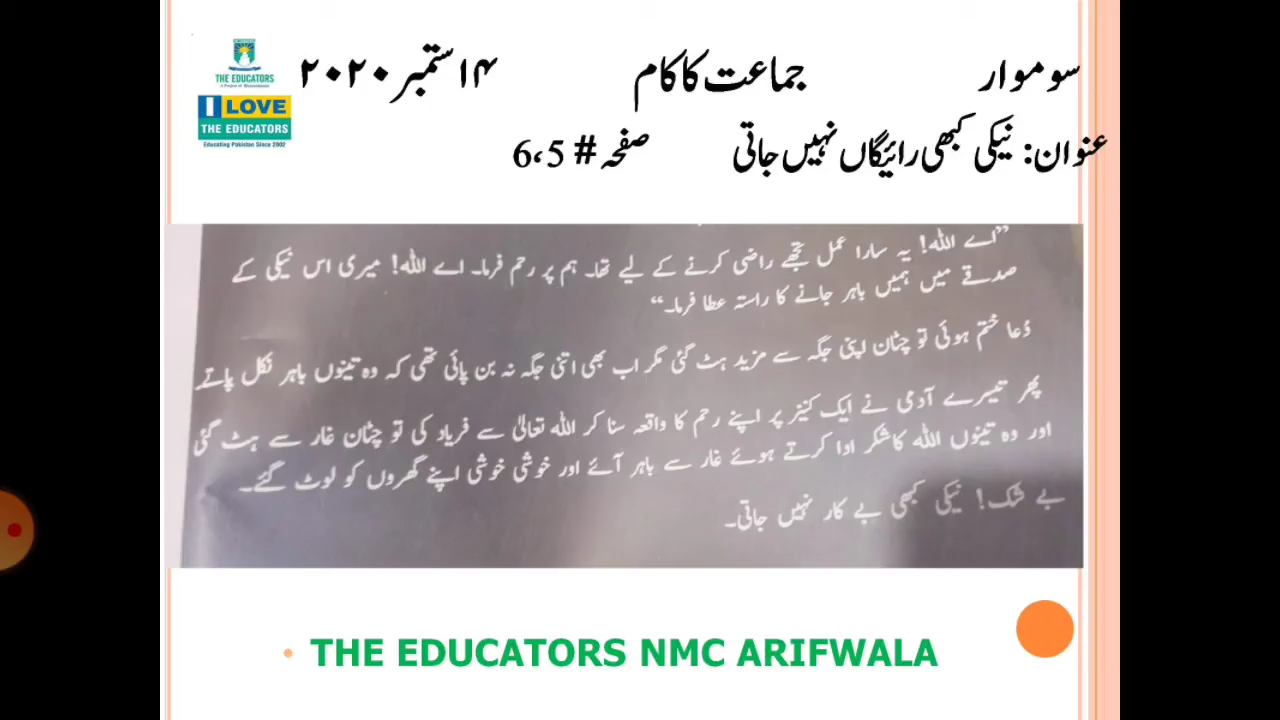 سوموار جماعت کا کام ۱۴ ستمبر ۲۰۲۰
THE EDUCATORS
I LOVE
THE EDUCATORS
Educating Pakistan Since 2002
عنوان: نیکی کبھی رائیگاں نہیں جاتی صفحہ # 6،5
”اے اللہ! یہ سارا عمل تجھے راضی کرنے کے لیے تھا۔ ہم پر رحم فرما۔ اے اللہ! میری اس نیکی کے
صدقے میں ہمیں باہر جانے کا راستہ عطا فرما۔“
دُعا ختم ہوئی تو چٹان اپنی جگہ سے مزید ہٹ گئی مگر اب بھی اتنی جگہ نہ بن پائی تھی کہ وہ تینوں باہر نکل پاتے
پھر تیسرے آدمی نے ایک کنیز پر اپنے رحم کا واقعہ سنا کر اللہ تعالیٰ سے فریاد کی تو چٹان غار سے ہٹ گئی
اور وہ تینوں اللہ کا شکر ادا کرتے ہوئے غار سے باہر آئے اور خوشی خوشی اپنے گھروں کو لوٹ گئے۔
بے شک! نیکی کبھی بے کار نہیں جاتی۔
THE EDUCATORS NMC ARIFWALA